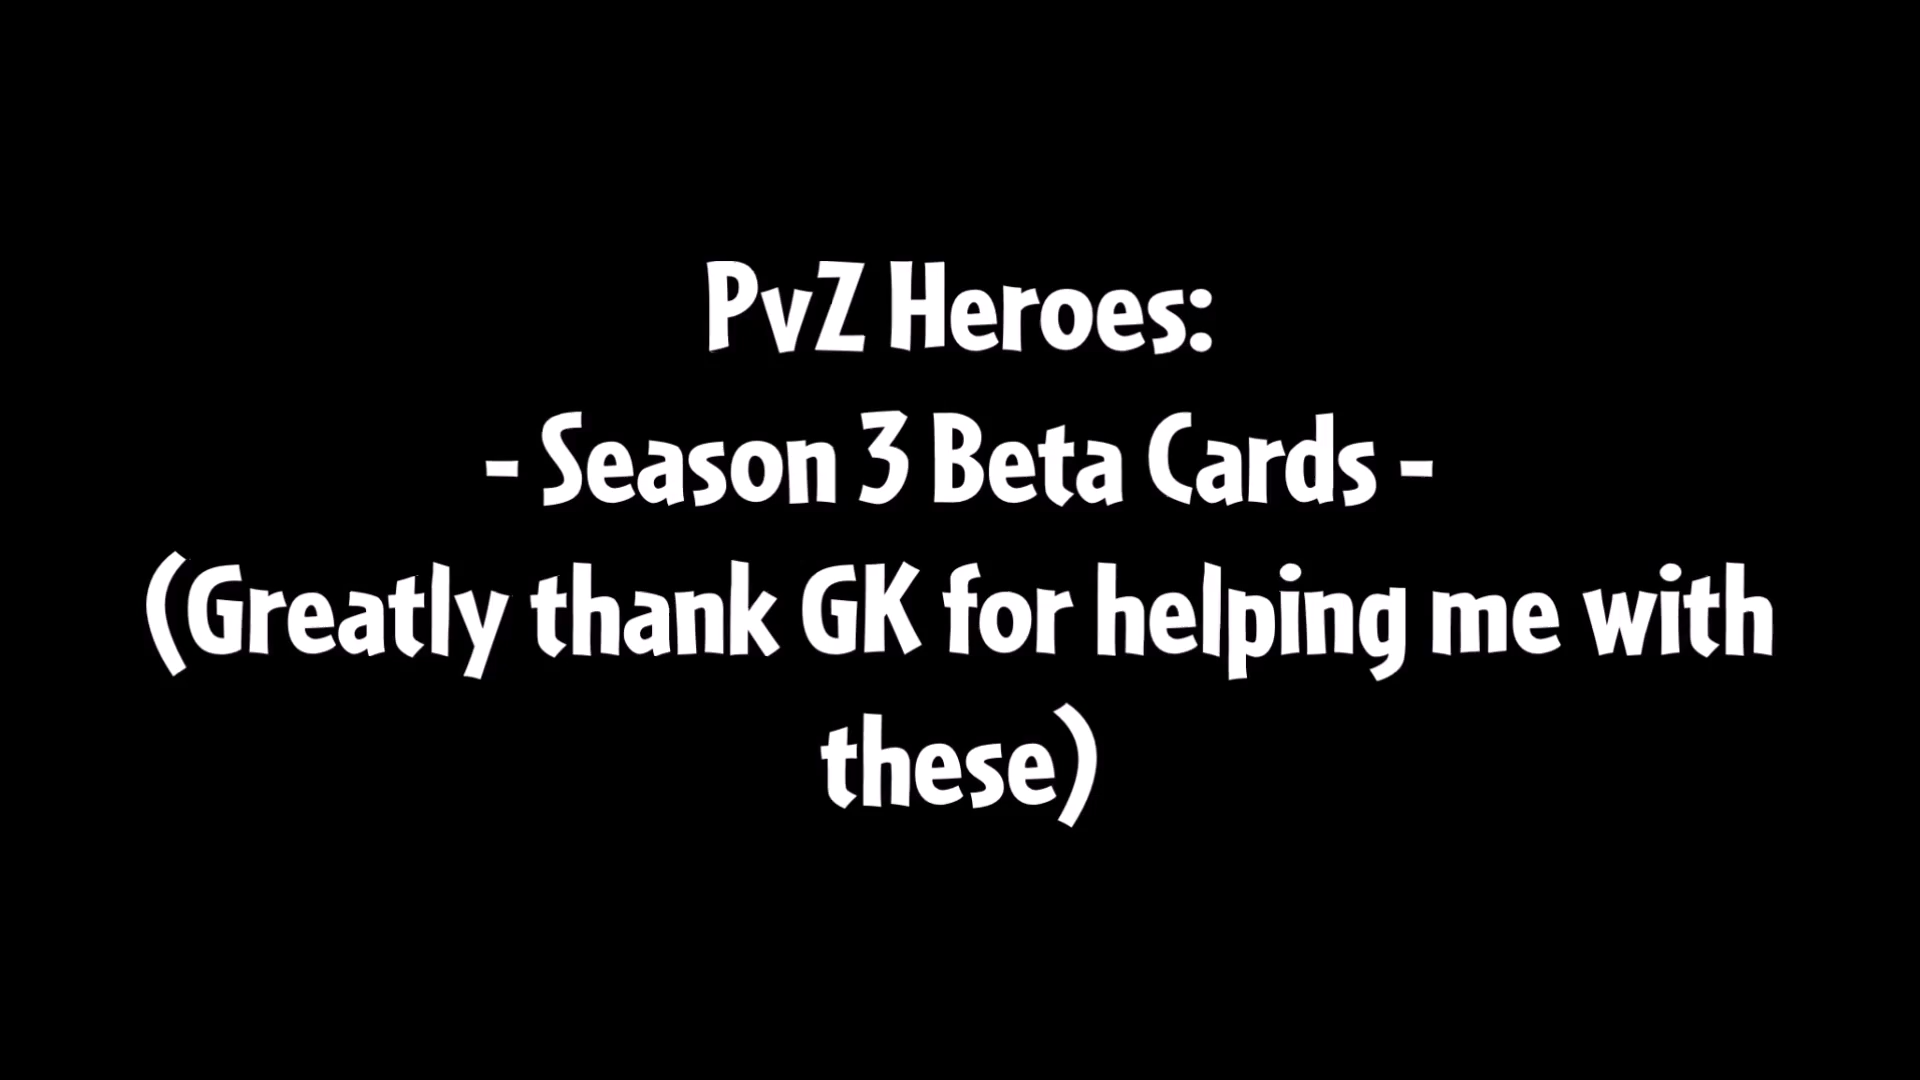 PvZ Heroes:
- Season 3 Beta Cards -
(Greatly thank GK for helping me with
these)